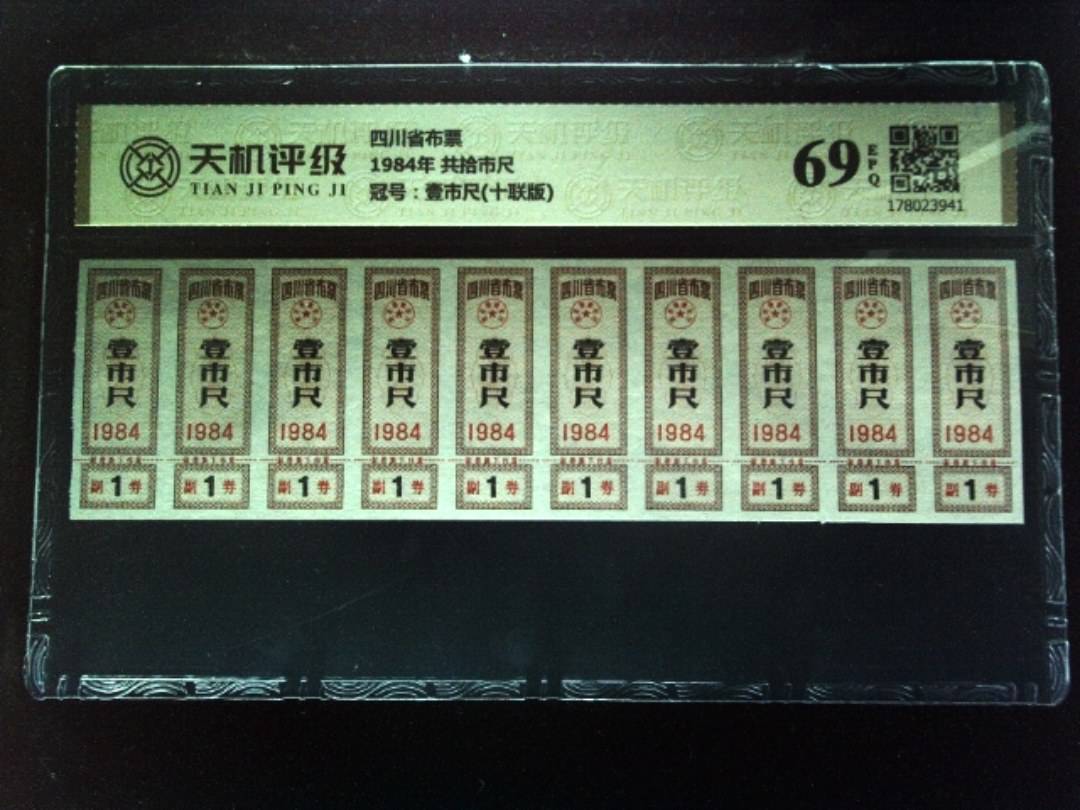 天机评级
TIAN JI PING JI
四川省布票
1984年 共拾市尺
冠号：壹市尺(十联版)
69
EPQ
178023941
四川省布票 四川省布票 四川省布票 四川省布票 四川省布票 四川省布票 四川省布票 四川省布票 四川省布票 四川省布票
壹市尺 壹市尺 壹市尺 壹市尺 壹市尺 壹市尺 壹市尺 壹市尺 壹市尺 壹市尺
1984 1984 1984 1984 1984 1984 1984 1984 1984 1984
副1券 副1券 副1券 副1券 副1券 副1券 副1券 副1券 副1券 副1券